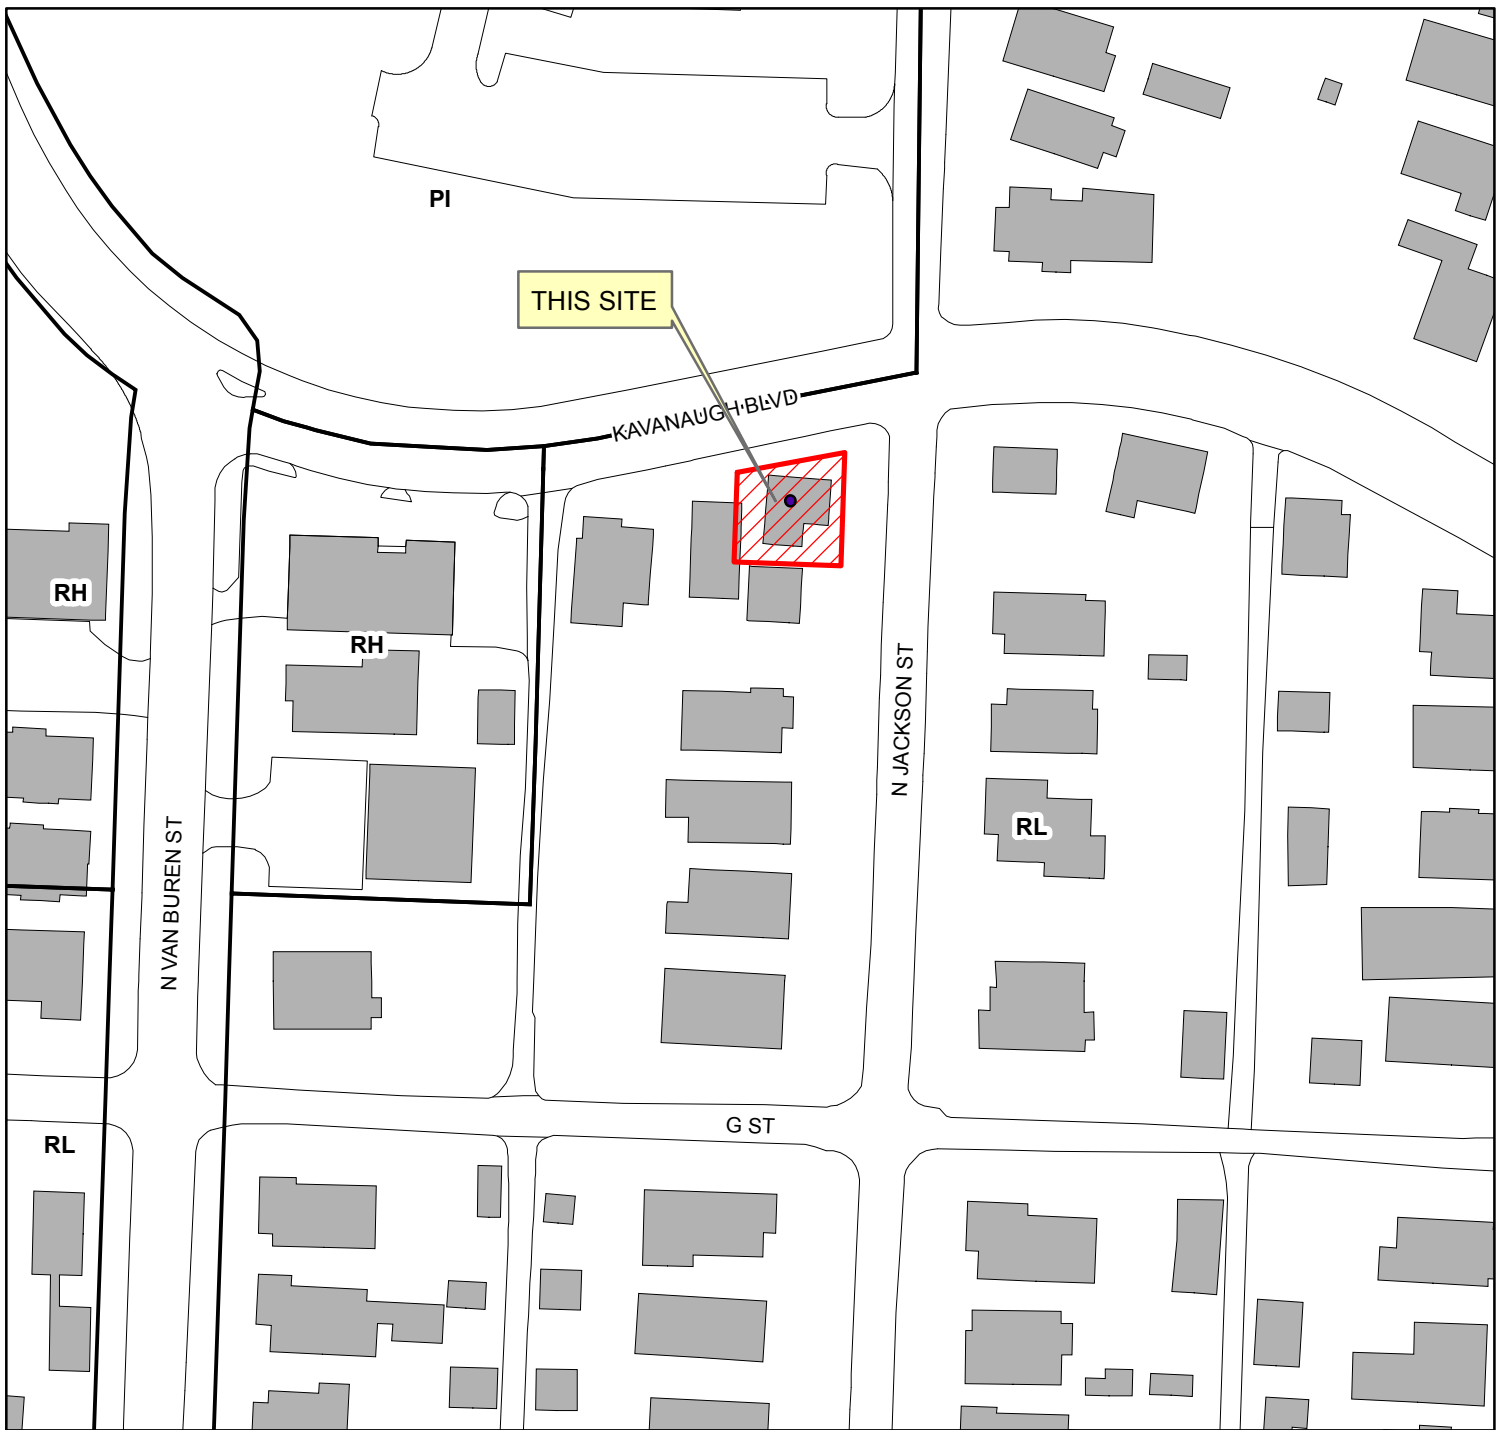 PI
THIS SITE
KAVANAUGH BLVD
RH
RH
N JACKSON ST
RL
N VAN BUREN ST
G ST
RL